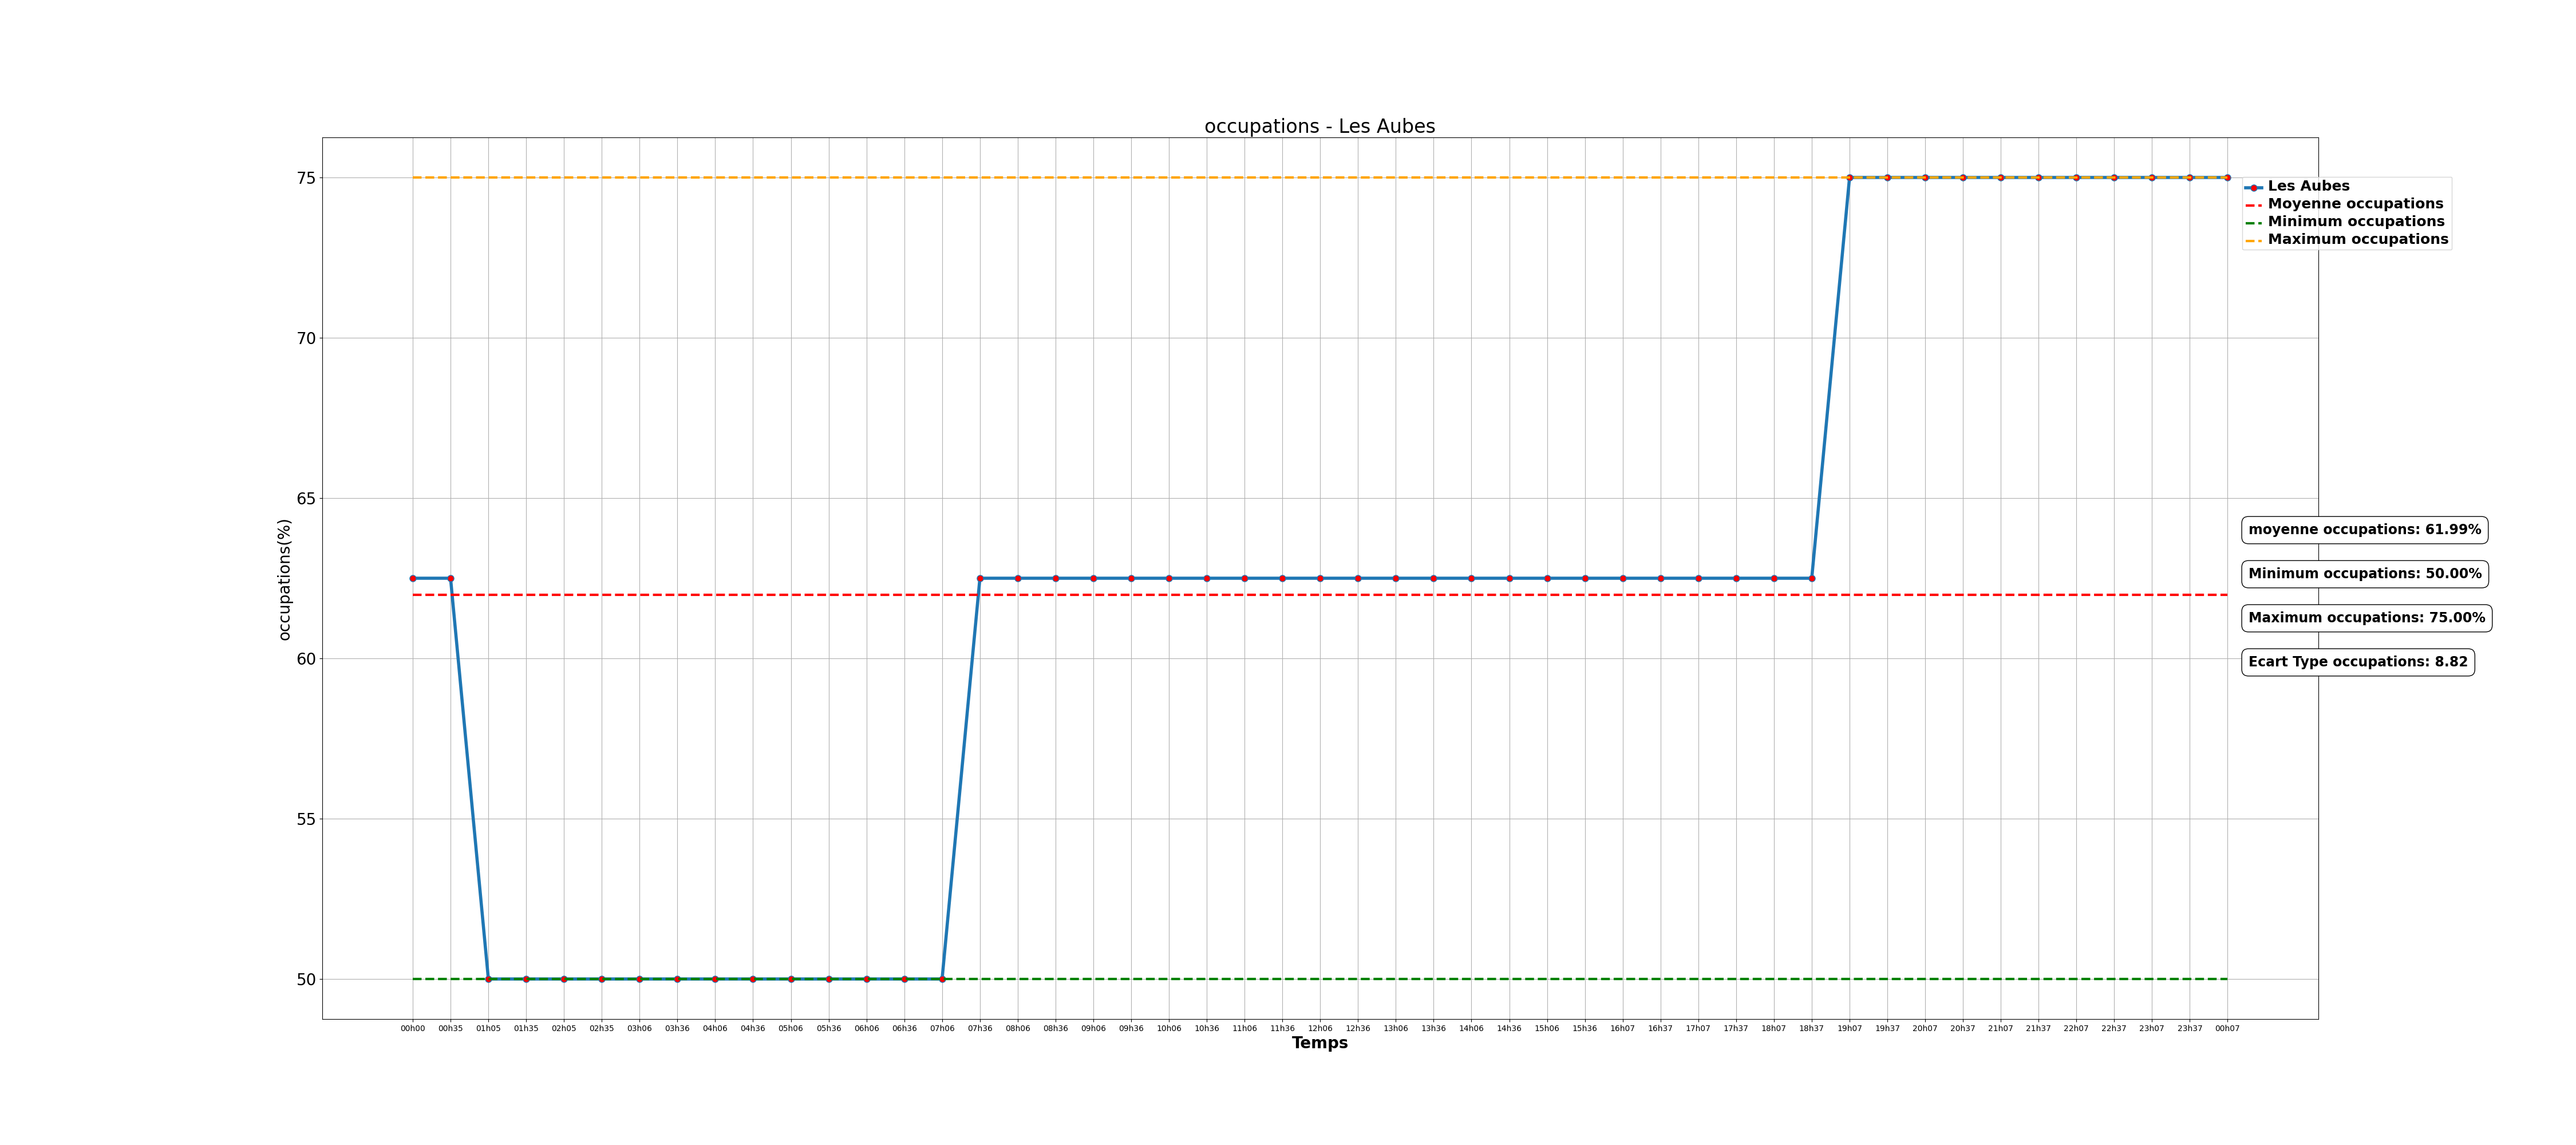 occupations - Les Aubes
75
70
65
60
55
50
occupations(%)
Les Aubes
Moyenne occupations
Minimum occupations
Maximum occupations
moyenne occupations: 61.99%
Minimum occupations: 50.00%
Maximum occupations: 75.00%
Ecart Type occupations: 8.82
00h00 00h35 01h05 01h35 02h05 02h35 03h06 03h36 04h06 04h36 05h06 05h36 06h06 06h36 07h06 07h36 08h06 08h36 09h06 09h36 10h06 10h36 11h06 11h36 12h06 12h36 13h06 13h36 14h06 14h36 15h06 15h36 16h07 16h37 17h07 17h37 18h07 18h37 19h07 19h37 20h07 20h37 21h07 21h37 22h07 22h37 23h07 23h37 00h07
Temps